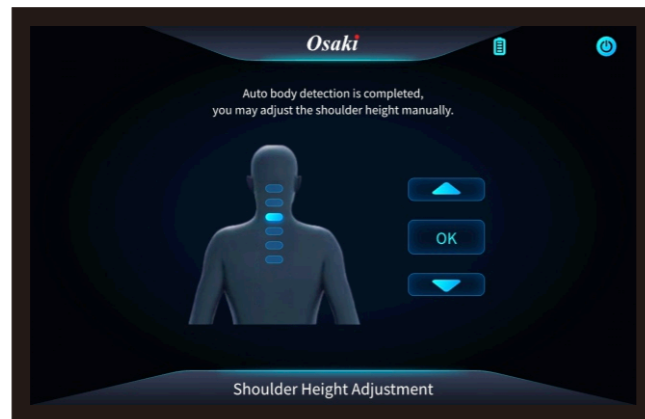 Osaki
Auto body detection is completed,
you may adjust the shoulder height manually.
OK
Shoulder Height Adjustment